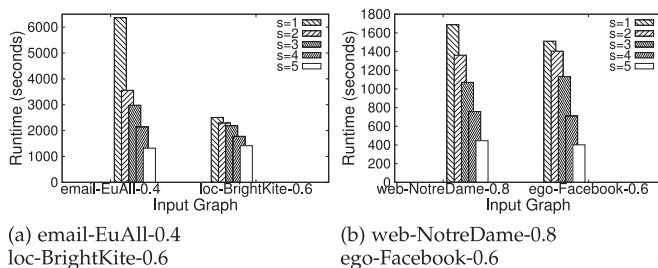 Runtime (seconds)
6000
5000
4000
3000
2000
1000
0
s=1
s=2
s=3
s=4
s=5
email-EuAll-0.4
loc-BrightKite-0.6
Input Graph
Runtime (seconds)
1800
1600
1400
1200
1000
800
600
400
200
0
s=1
s=2
s=3
s=4
s=5
web-NotreDame-0.8
ego-Facebook-0.6
Input Graph
(a) email-EuAll-0.4
loc-BrightKite-0.6
(b) web-NotreDame-0.8
ego-Facebook-0.6